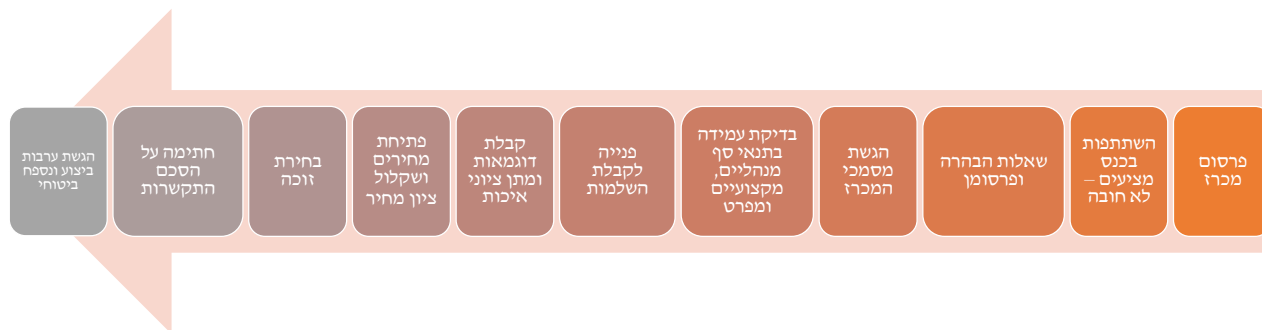 פרסום
מכרז
השתתפות
בכנס
מציעים –
לא חובה
שאלות הבהרה
ופרסומן
הגשת
מסמכי
המכרז
בדיקת עמידה
בתנאי סף
מנהליים,
מקצועיים
ומפרט
פנייה
לקבלת
השלמות
קבלת
דוגמאות
ומתן ציוני
איכות
פתיחת
מחירים
ושקלול
ציון מחיר
בחירת
זוכה
חתימה על
הסכם
התקשרות
הגשת ערבות
ביצוע ונספח
ביטוחי